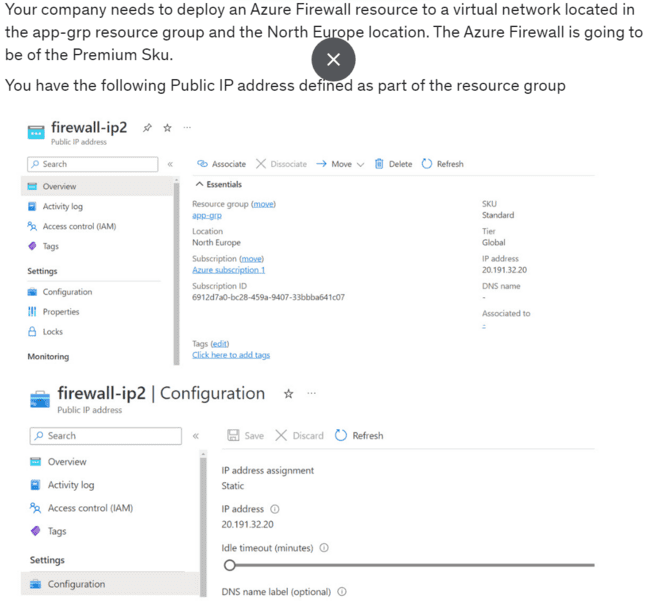 Your company needs to deploy an Azure Firewall resource to a virtual network located in
the app-grp resource group and the North Europe location. The Azure Firewall is going to
be of the Premium Sku.
You have the following Public IP address defined as part of the resource group
firewall-ip2
Public IP address
Search
Associate Dissociate Move Delete Refresh
Overview
Essentials
Activity log
Resource group (move)
SKU
app-grp
Standard
Access control (IAM)
Location
Tier
North Europe
Global
Tags
Subscription (move)
IP address
Azure subscription 1
20.191.32.20
Settings
Subscription ID
DNS name
6912d7a0-bc28-459a-9407-33bbba641c07
-
Configuration
Properties
Associated to
-
Locks
Tags (edit)
Click here to add tags
Monitoring
firewall-ip2 | Configuration
Public IP address
Search
Save Discard Refresh
Overview
IP address assignment
Static
Activity log
Access control (IAM)
IP address
20.191.32.20
Tags
Idle timeout (minutes)
Settings
Configuration
DNS name label (optional)